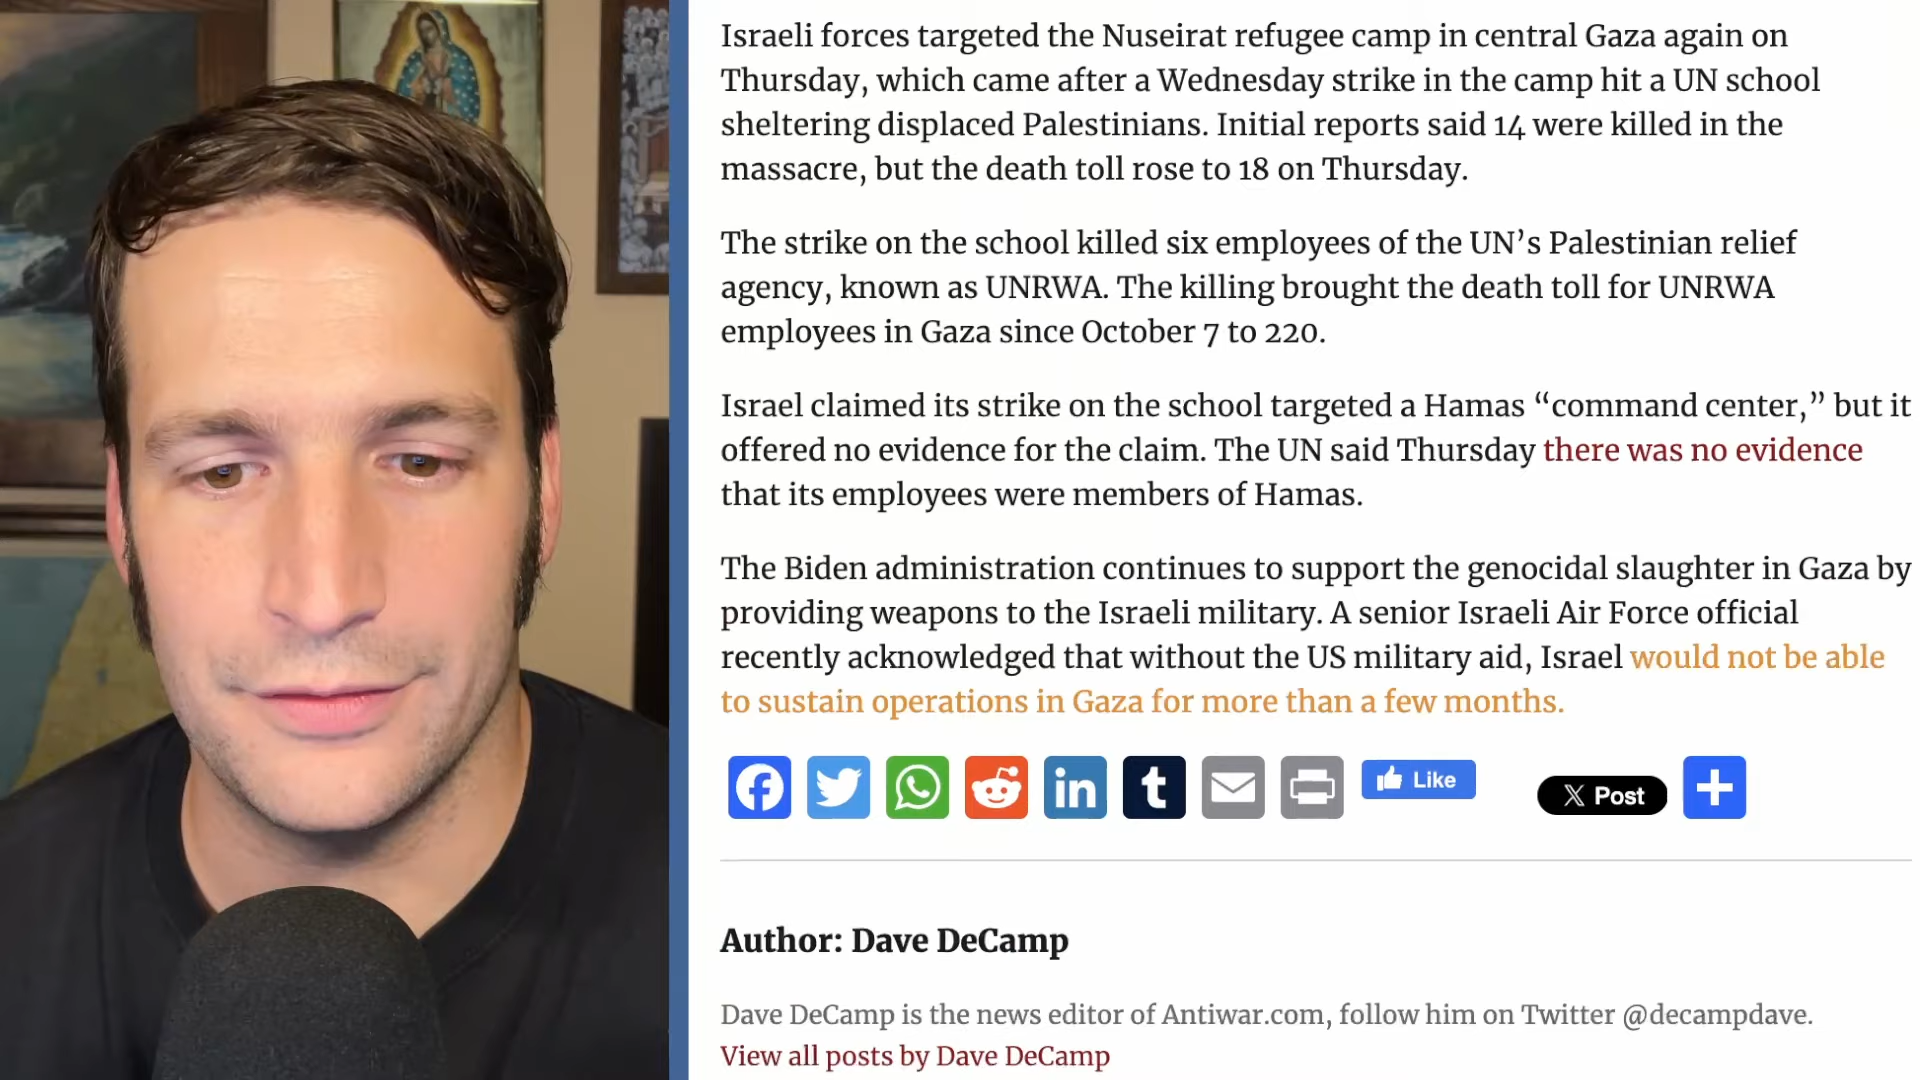 Israeli forces targeted the Nuseirat refugee camp in central Gaza again on
Thursday, which came after a Wednesday strike in the camp hit a UN school
sheltering displaced Palestinians. Initial reports said 14 were killed in the
massacre, but the death toll rose to 18 on Thursday.
The strike on the school killed six employees of the UN’s Palestinian relief
agency, known as UNRWA. The killing brought the death toll for UNRWA
employees in Gaza since October 7 to 220.
Israel claimed its strike on the school targeted a Hamas “command center,” but it
offered no evidence for the claim. The UN said Thursday there was no evidence
that its employees were members of Hamas.
The Biden administration continues to support the genocidal slaughter in Gaza by
providing weapons to the Israeli military. A senior Israeli Air Force official
recently acknowledged that without the US military aid, Israel would not be able
to sustain operations in Gaza for more than a few months.
Like
X Post
Author: Dave DeCamp
Dave DeCamp is the news editor of Antiwar.com, follow him on Twitter @decampdave.
View all posts by Dave DeCamp